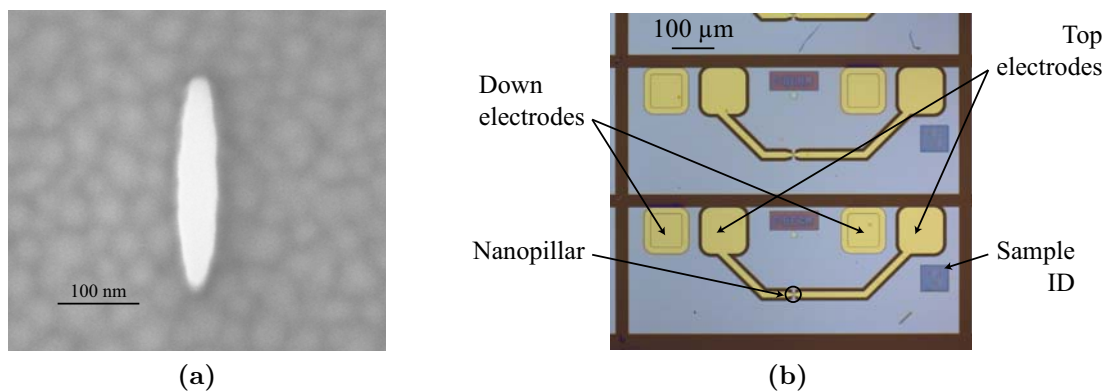 100 nm
(a)
100 µm
Down
electrodes
Top
electrodes
Nanopillar
Sample
ID
(b)